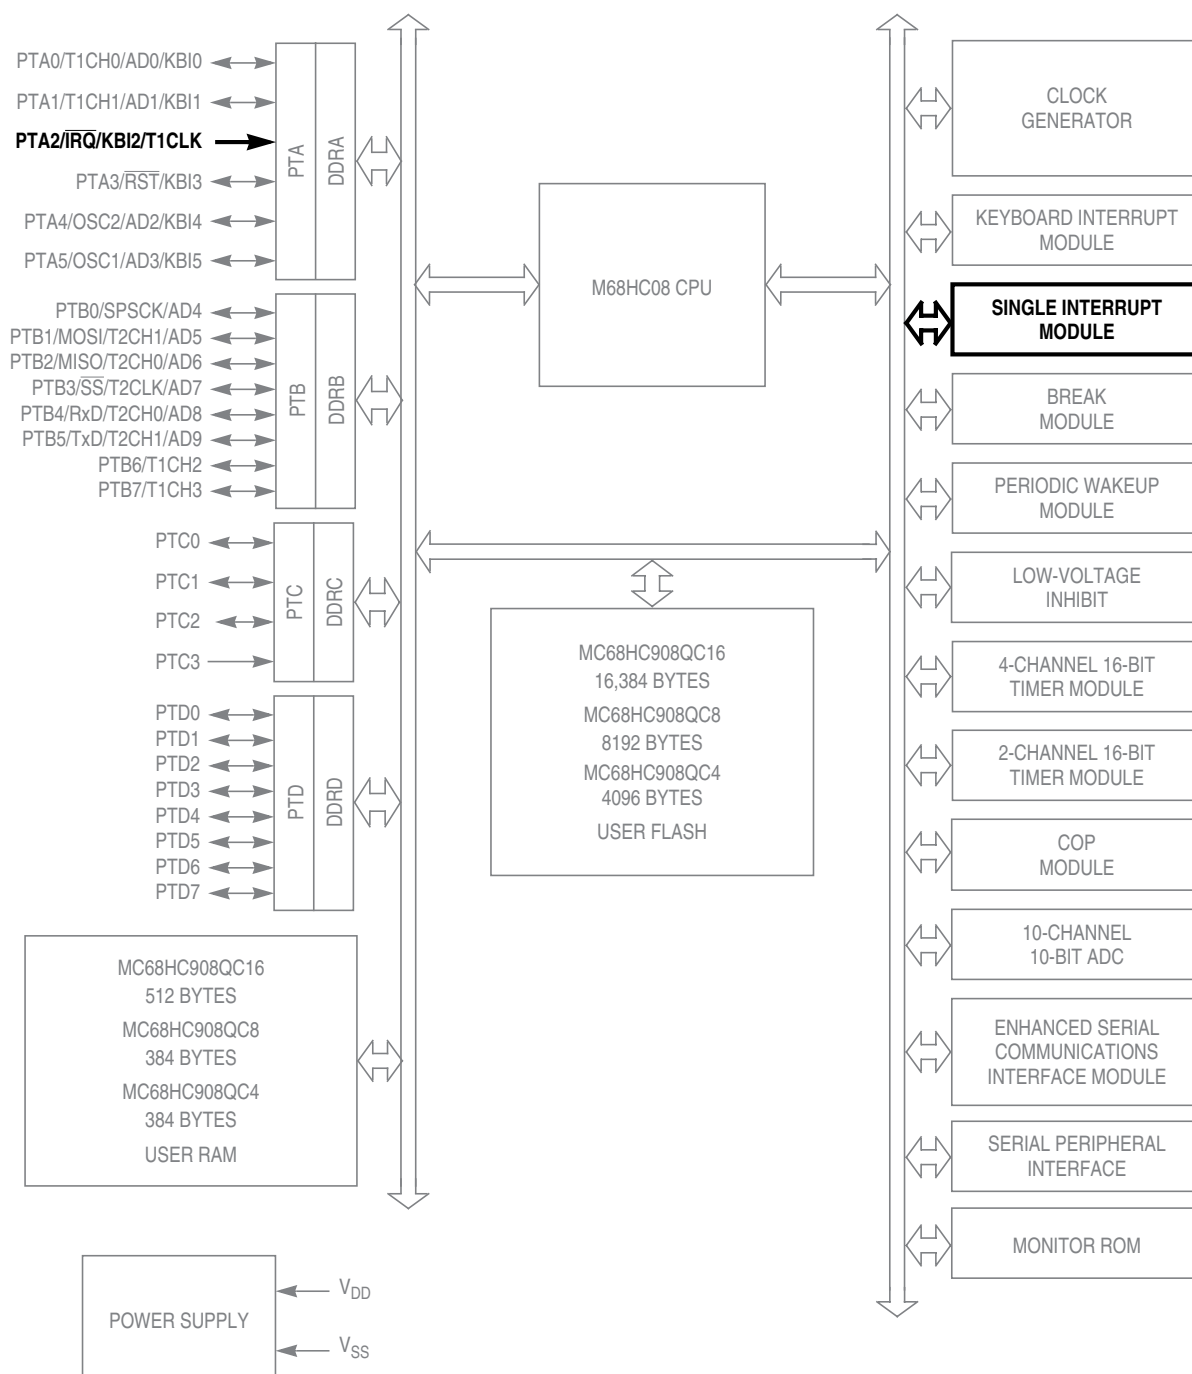 PTA0/T1CH0/AD0/KBI0
PTA1/T1CH1/AD1/KBI1
PTA2/I̅R̅Q̅/KBI2/T1CLK
PTA3/R̅S̅T̅/KBI3
PTA4/OSC2/AD2/KBI4
PTA5/OSC1/AD3/KBI5
PTA
DDRA
PTB0/SPSCK/AD4
PTB1/MOSI/T2CH1/AD5
PTB2/MISO/T2CH0/AD6
PTB3/S̅S̅/T2CLK/AD7
PTB4/RxD/T2CH0/AD8
PTB5/TxD/T2CH1/AD9
PTB6/T1CH2
PTB7/T1CH3
PTB
DDRB
PTC0
PTC1
PTC2
PTC3
PTC
DDRC
PTD0
PTD1
PTD2
PTD3
PTD4
PTD5
PTD6
PTD7
PTD
DDRD
MC68HC908QC16
512 BYTES
MC68HC908QC8
384 BYTES
MC68HC908QC4
384 BYTES
USER RAM
POWER SUPPLY
VDD
VSS
M68HC08 CPU
MC68HC908QC16
16,384 BYTES
MC68HC908QC8
8192 BYTES
MC68HC908QC4
4096 BYTES
USER FLASH
CLOCK
GENERATOR
KEYBOARD INTERRUPT
MODULE
SINGLE INTERRUPT
MODULE
BREAK
MODULE
PERIODIC WAKEUP
MODULE
LOW-VOLTAGE
INHIBIT
4-CHANNEL 16-BIT
TIMER MODULE
2-CHANNEL 16-BIT
TIMER MODULE
COP
MODULE
10-CHANNEL
10-BIT ADC
ENHANCED SERIAL
COMMUNICATIONS
INTERFACE MODULE
SERIAL PERIPHERAL
INTERFACE
MONITOR ROM